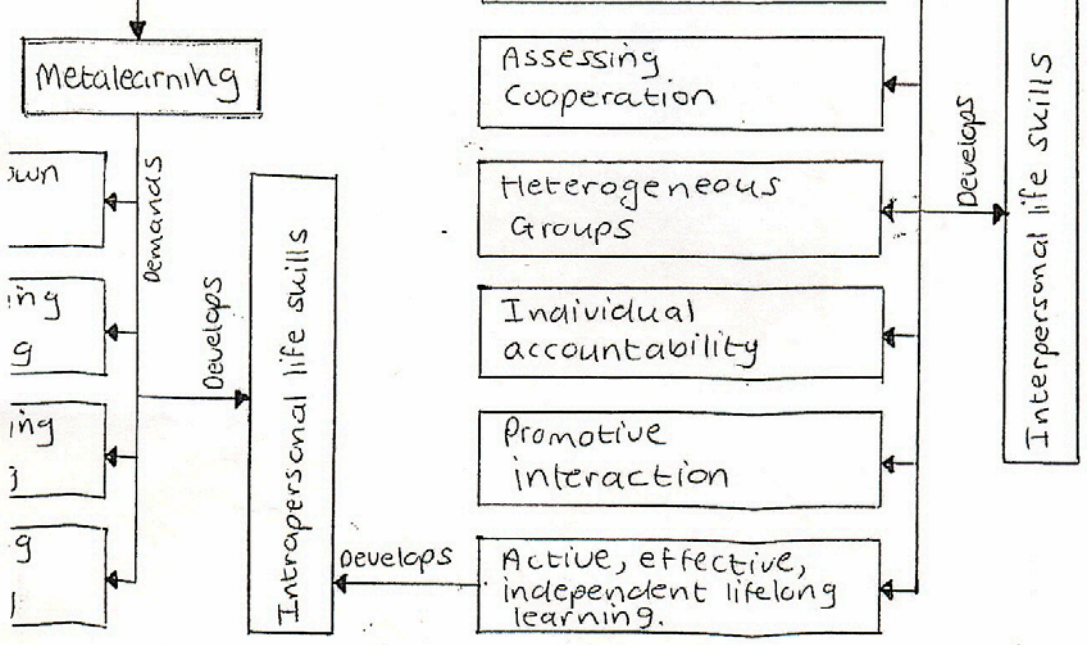 Metalearning
Demands
Develops
Intrapersonal life skills
Develops
Assessing
Cooperation
Heterogeneous
Groups
Individual
accountability
Promotive
interaction
Active, effective,
independent lifelong
learning.
Develops
Interpersonal life skills